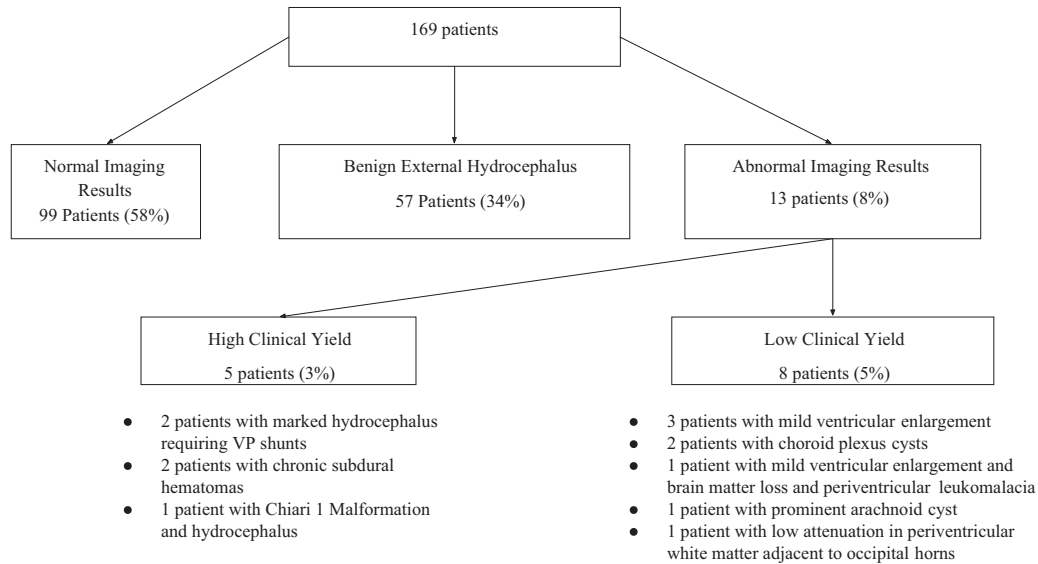 169 patients
Normal Imaging
Results
99 Patients (58%)
Benign External Hydrocephalus
57 Patients (34%)
Abnormal Imaging Results
13 patients (8%)
High Clinical Yield
5 patients (3%)
Low Clinical Yield
8 patients (5%)
● 2 patients with marked hydrocephalus
requiring VP shunts
● 2 patients with chronic subdural
hematomas
● 1 patient with Chiari 1 Malformation
and hydrocephalus
● 3 patients with mild ventricular enlargement
● 2 patients with choroid plexus cysts
● 1 patient with mild ventricular enlargement and
brain matter loss and periventricular leukomalacia
● 1 patient with prominent arachnoid cyst
● 1 patient with low attenuation in periventricular
white matter adjacent to occipital horns